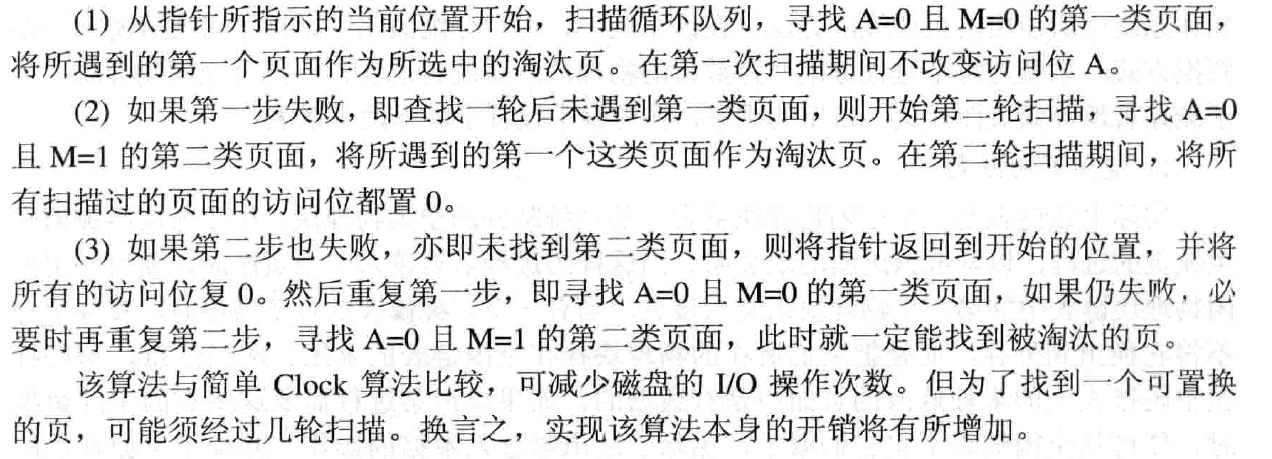 (1) 从指针所指示的当前位置开始，扫描循环队列，寻找 A=0 且 M=0 的第一类页面，
将所遇到的第一个页面作为所选中的淘汰页。在第一次扫描期间不改变访问位 A。
(2) 如果第一步失败，即查找一轮后未遇到第一类页面，则开始第二轮扫描，寻找 A=0
且 M=1 的第二类页面，将所遇到的第一个这类页面作为淘汰页。在第二轮扫描期间，将所
有扫描过的页面的访问位都置 0。
(3) 如果第二步也失败，亦即未找到第二类页面，则将指针返回到开始的位置，并将
所有的访问位复 0。然后重复第一步，即寻找 A=0 且 M=0 的第一类页面，如果仍失败，必
要时再重复第二步，寻找 A=0 且 M=1 的第二类页面，此时就一定能找到被淘汰的页。
该算法与简单 Clock 算法比较，可减少磁盘的 I/O 操作次数。但为了找到一个可置换
的页，可能须经过几轮扫描。换言之，实现该算法本身的开销将有所增加。